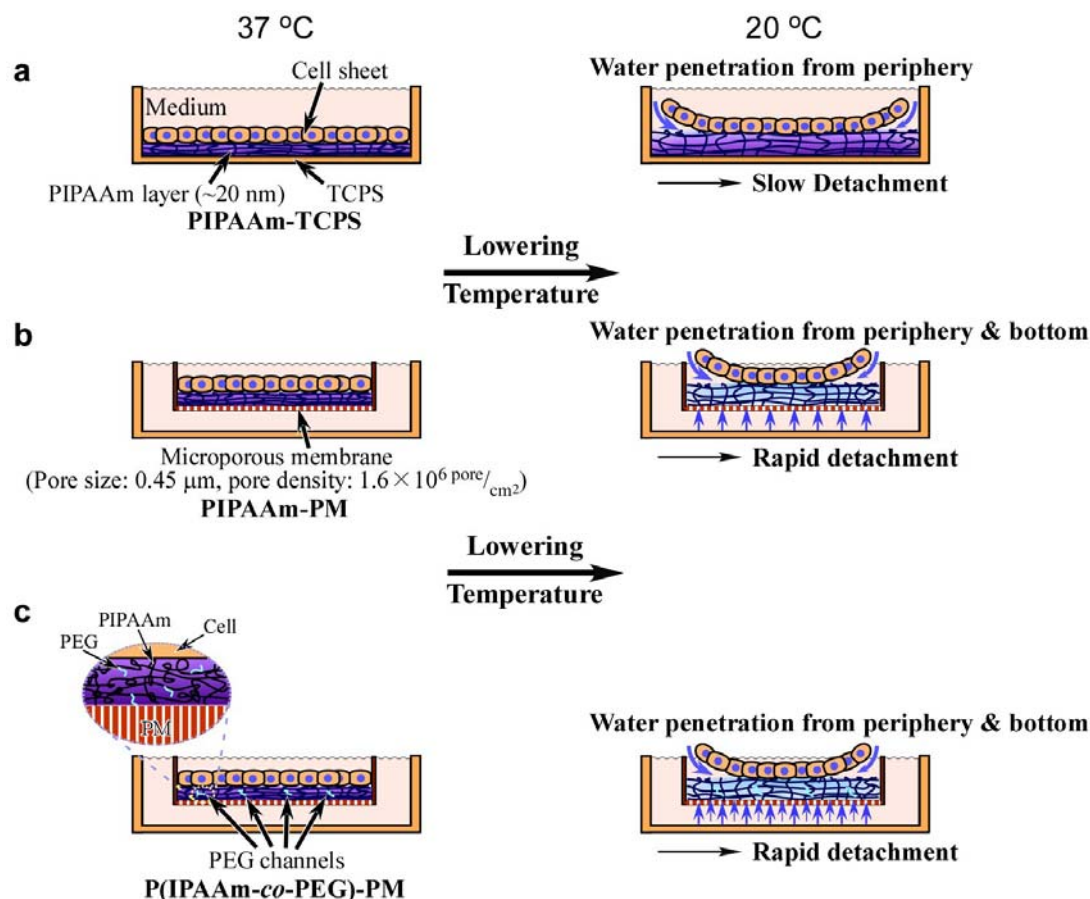 37 °C
20 °C
a
Cell sheet
Medium
PIPAAm layer (~20 nm)
TCPS
PIPAAm-TCPS
Water penetration from periphery
Slow Detachment
Lowering
Temperature
b
Microporous membrane
(Pore size: 0.45 μm, pore density: 1.6×10⁶ ᵖᵒʳᵉ/cm2)
PIPAAm-PM
Water penetration from periphery & bottom
Rapid detachment
Lowering
Temperature
c
PIPAAm
PEG
Cell
PM
PEG channels
P(IPAAm-co-PEG)-PM
Water penetration from periphery & bottom
Rapid detachment